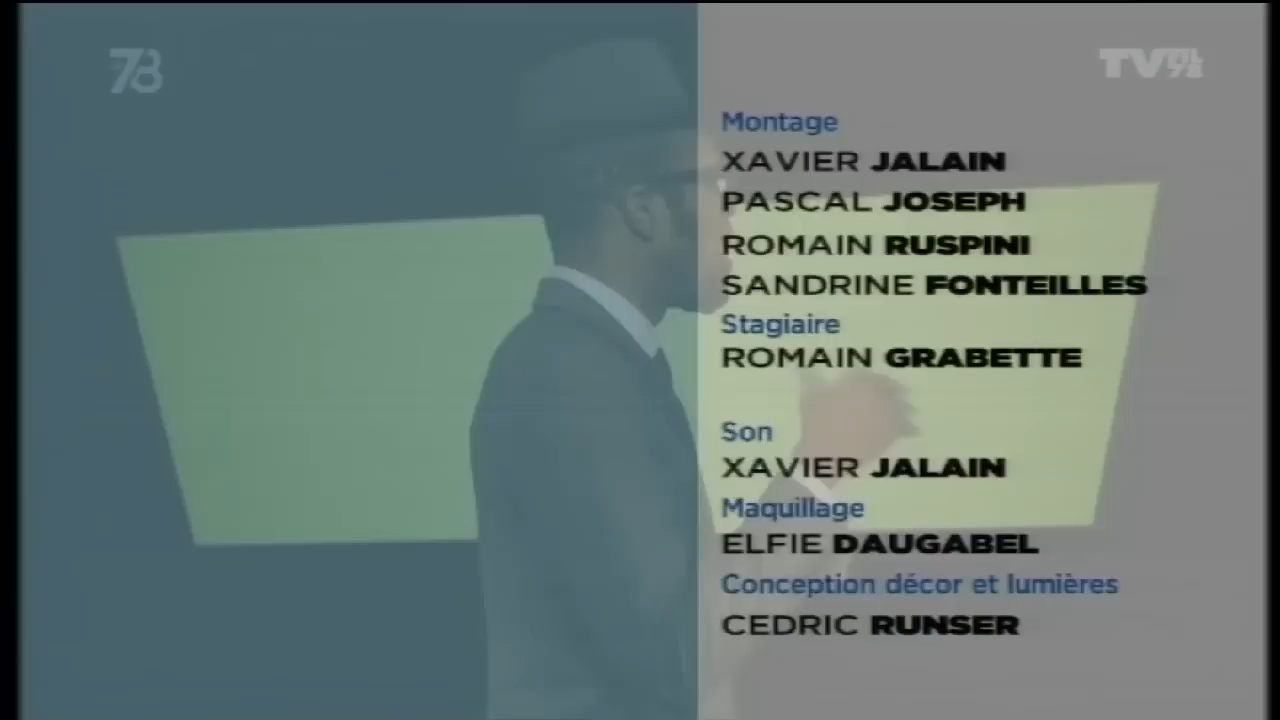 78
TV
Montage
XAVIER JALAIN
PASCAL JOSEPH
ROMAIN RUSPINI
SANDRINE FONTEILLES
Stagiaire
ROMAIN GRABETTE
Son
XAVIER JALAIN
Maquillage
ELFIE DAUGABEL
Conception décor et lumières
CEDRIC RUNSER